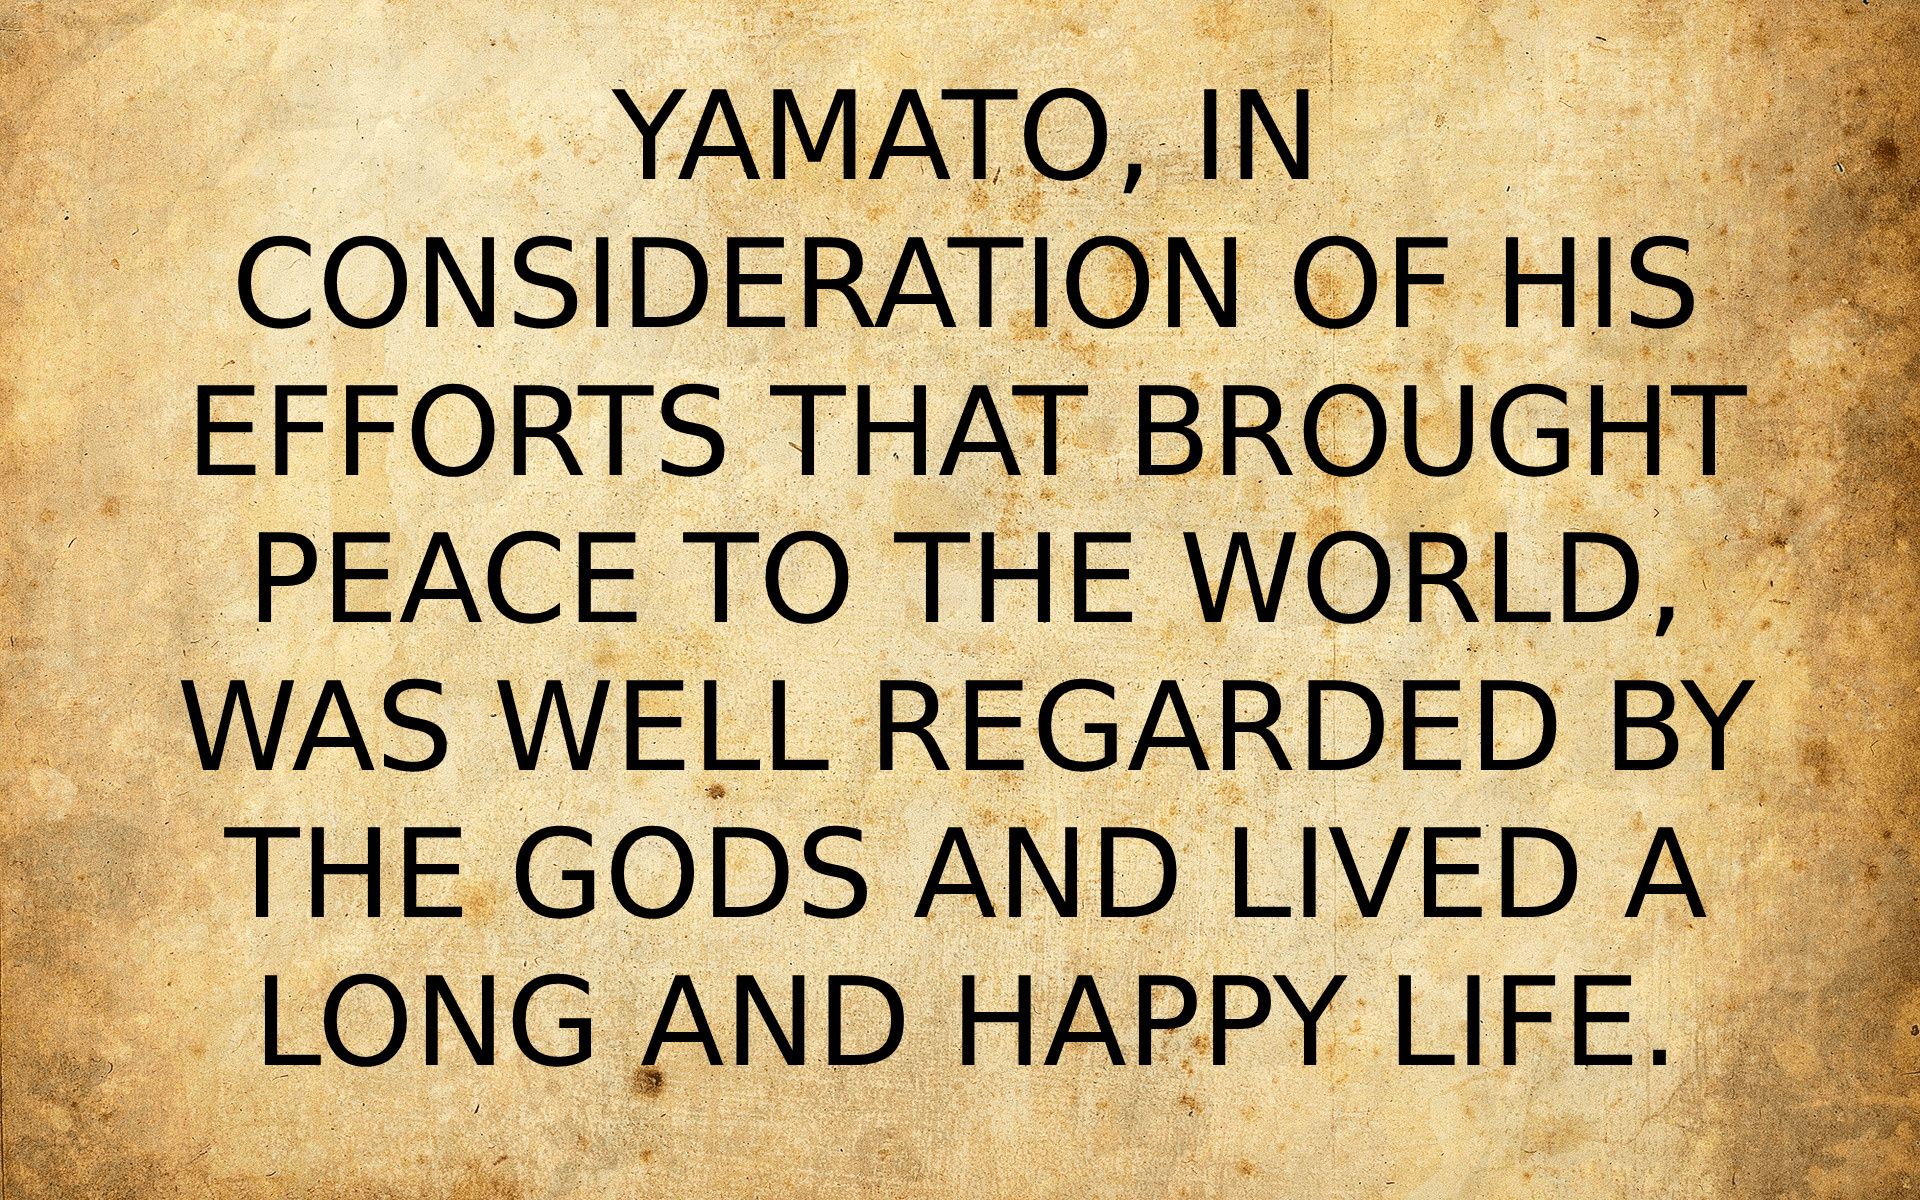 YAMATO, IN
CONSIDERATION OF HIS
EFFORTS THAT BROUGHT
PEACE TO THE WORLD,
WAS WELL REGARDED BY
THE GODS AND LIVED A
LONG AND HAPPY LIFE.